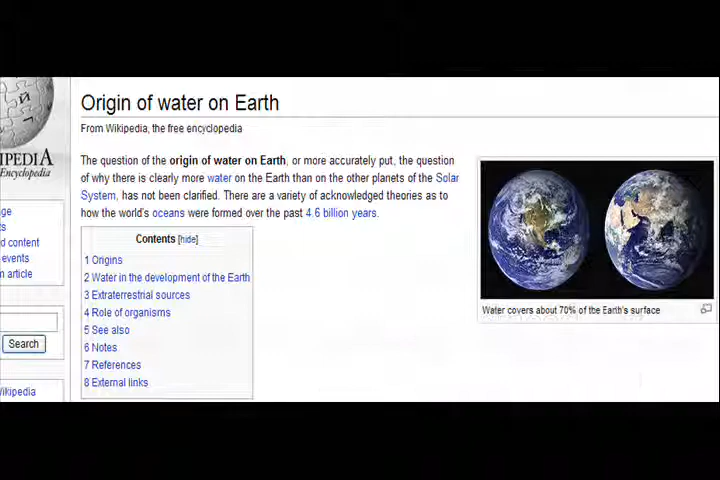 Origin of water on Earth
From Wikipedia, the free encyclopedia
The question of the origin of water on Earth, or more accurately put, the question
of why there is clearly more water on the Earth than on the other planets of the Solar
System, has not been clarified. There are a variety of acknowledged theories as to
how the world's oceans were formed over the past 4.6 billion years.
Contents [hide]
1 Origins
2 Water in the development of the Earth
3 Extraterrestrial sources
4 Role of organisms
5 See also
6 Notes
7 References
8 External links
Water covers about 70% of the Earth's surface
IPEDIA
Encyclopedia
ge
ts
d content
events
n article
Search
Wikipedia